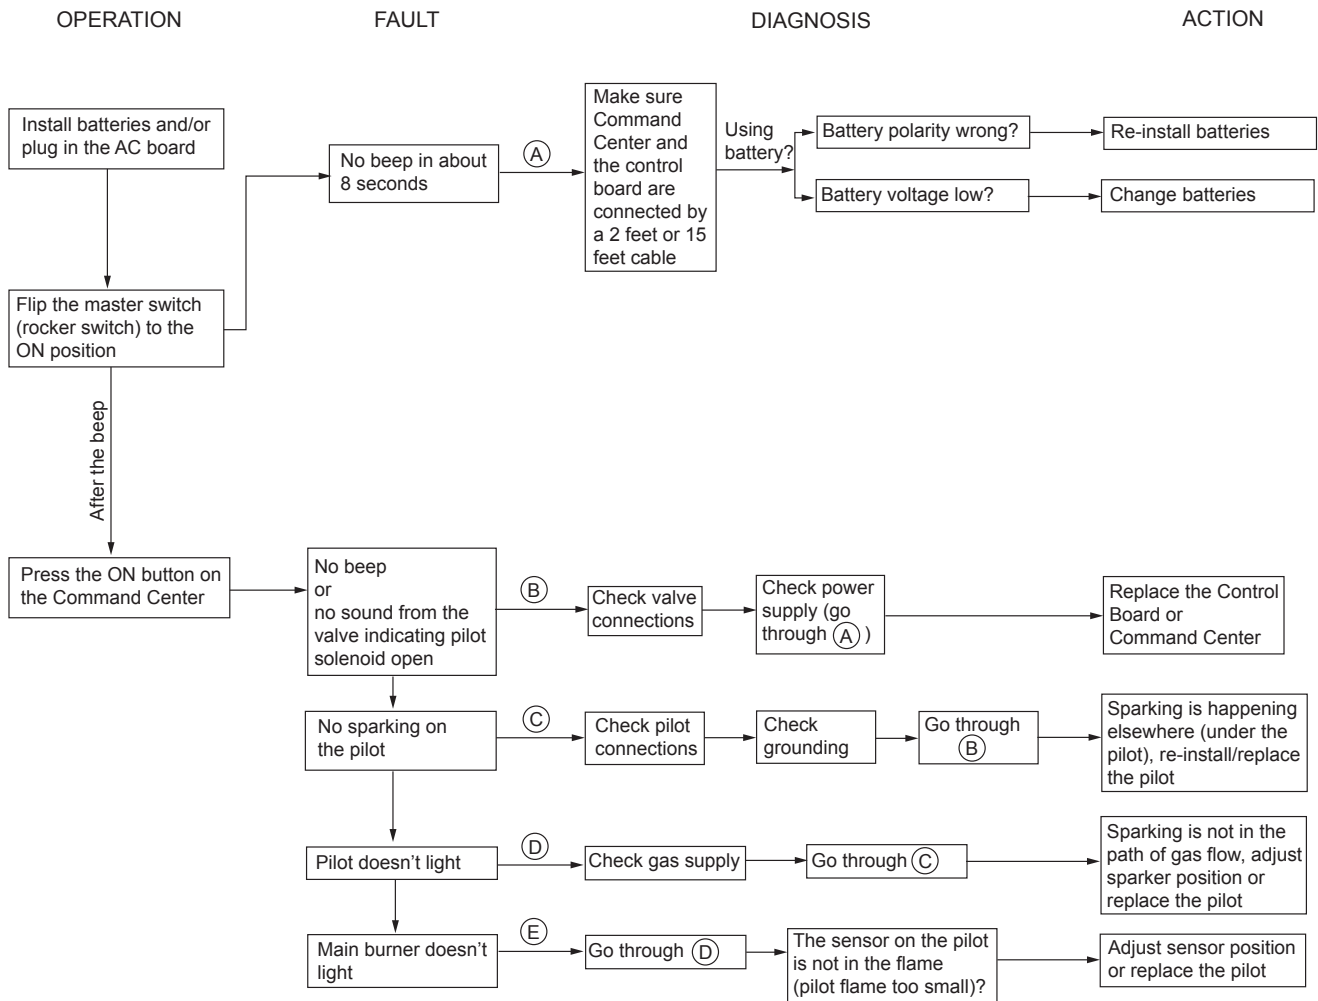 OPERATION
FAULT
DIAGNOSIS
ACTION
Install batteries and/or
plug in the AC board
No beep in about
8 seconds
A
Make sure
Command
Center and
the control
board are
connected by
a 2 feet or 15
feet cable
Using
battery?
Battery polarity wrong?
Re-install batteries
Battery voltage low?
Change batteries
Flip the master switch
(rocker switch) to the
ON position
After the beep
Press the ON button on
the Command Center
No beep
or
no sound from the
valve indicating pilot
solenoid open
B
Check valve
connections
Check power
supply (go
through A )
Replace the Control
Board or
Command Center
No sparking on
the pilot
C
Check pilot
connections
Check
grounding
Go through
B
Sparking is happening
elsewhere (under the
pilot), re-install/replace
the pilot
Pilot doesn't light
D
Check gas supply
Go through C
Sparking is not in the
path of gas flow, adjust
sparker position or
replace the pilot
Main burner doesn't
light
E
Go through D
The sensor on the pilot
is not in the flame
(pilot flame too small)?
Adjust sensor position
or replace the pilot